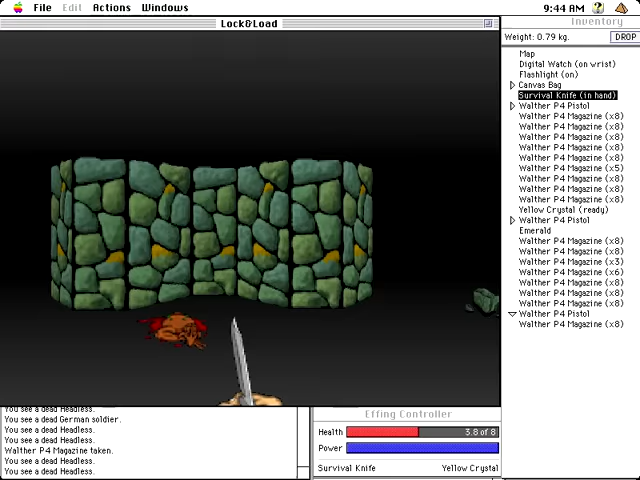 File Edit Actions Windows 9:44 AM
Lock&Load
Inventory
Weight: 0.79 kg. DROP
Map
Digital Watch (on wrist)
Flashlight (on)
Canvas Bag
Survival Knife (in hand)
Walther P4 Pistol
Walther P4 Magazine (x8)
Walther P4 Magazine (x8)
Walther P4 Magazine (x8)
Walther P4 Magazine (x8)
Walther P4 Magazine (x8)
Walther P4 Magazine (x5)
Walther P4 Magazine (x8)
Walther P4 Magazine (x8)
Walther P4 Magazine (x8)
Yellow Crystal (ready)
Walther P4 Pistol
Emerald
Walther P4 Magazine (x8)
Walther P4 Magazine (x8)
Walther P4 Magazine (x3)
Walther P4 Magazine (x6)
Walther P4 Magazine (x8)
Walther P4 Magazine (x8)
Walther P4 Magazine (x8)
Walther P4 Pistol
Walther P4 Magazine (x8)
You see a dead Headless.
You see a dead German soldier.
You see a dead Headless.
You see a dead Headless.
Walther P4 Magazine taken.
You see a dead Headless.
You see a dead Headless.
Effing Controller
Health 3.8 of 8
Power
Survival Knife Yellow Crystal